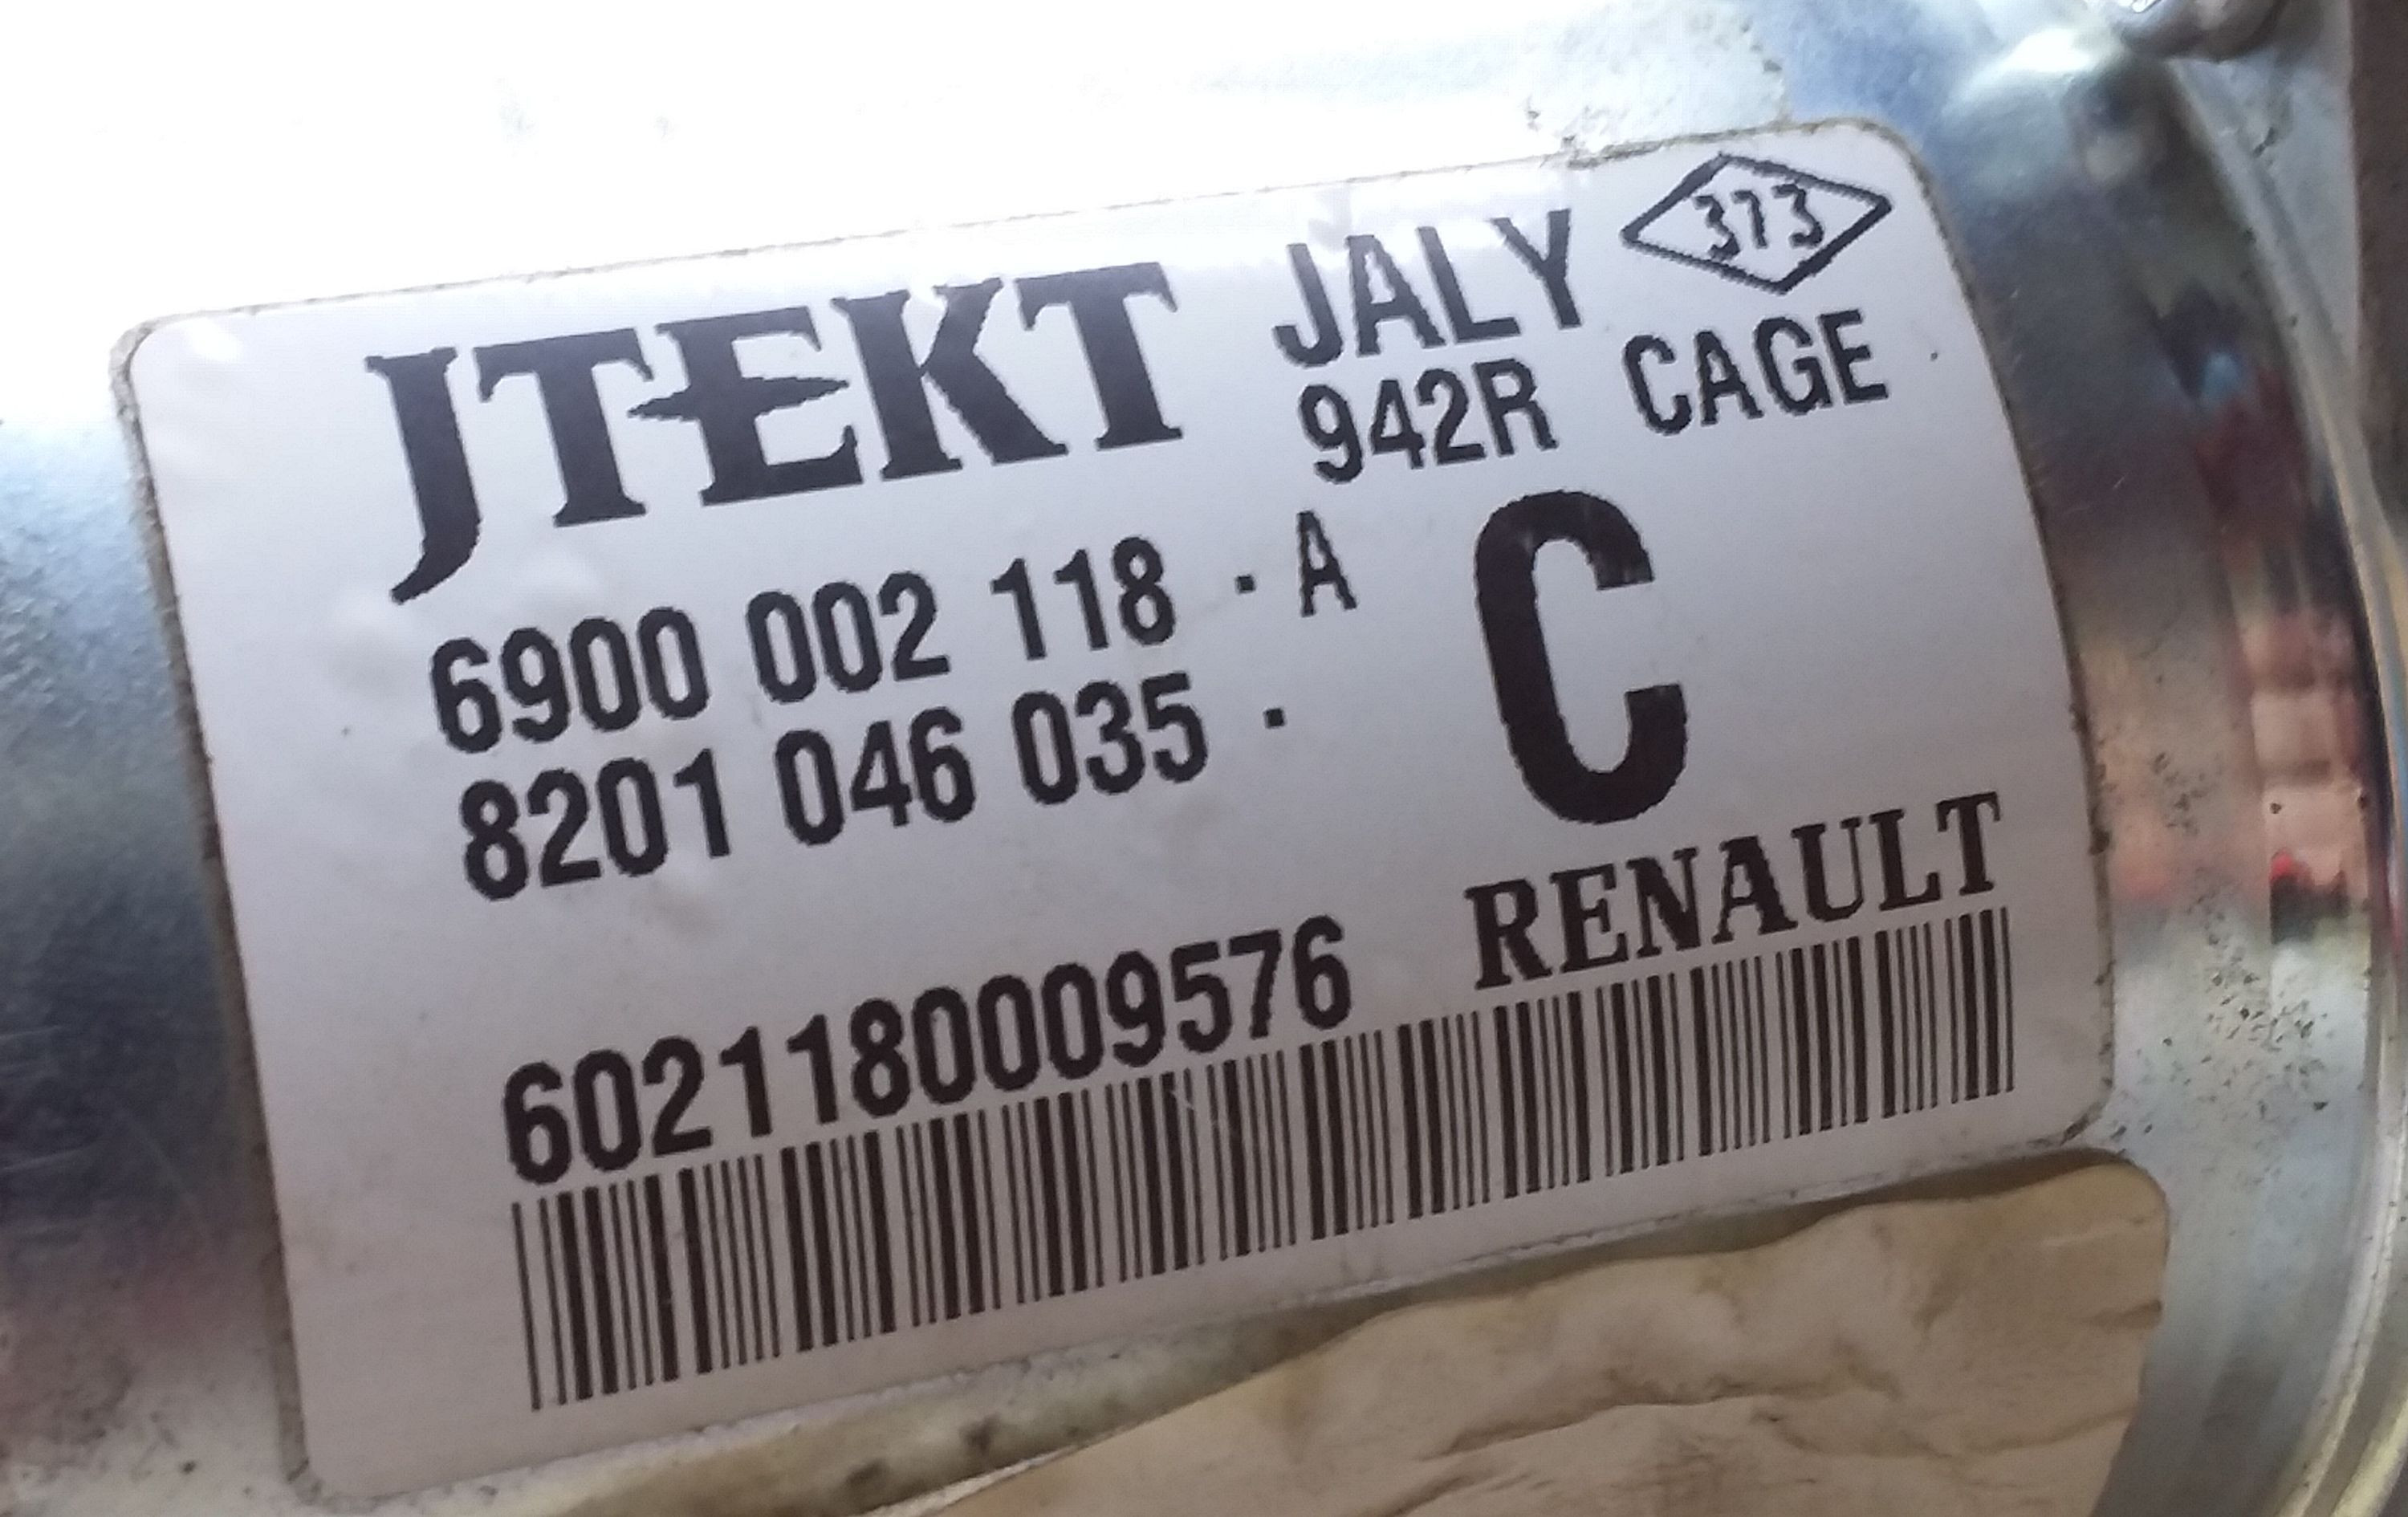 JTEKT JALY 373
942R CAGE
6900 002 118 · A
8201 046 035 ·
C
RENAULT
6021180009576